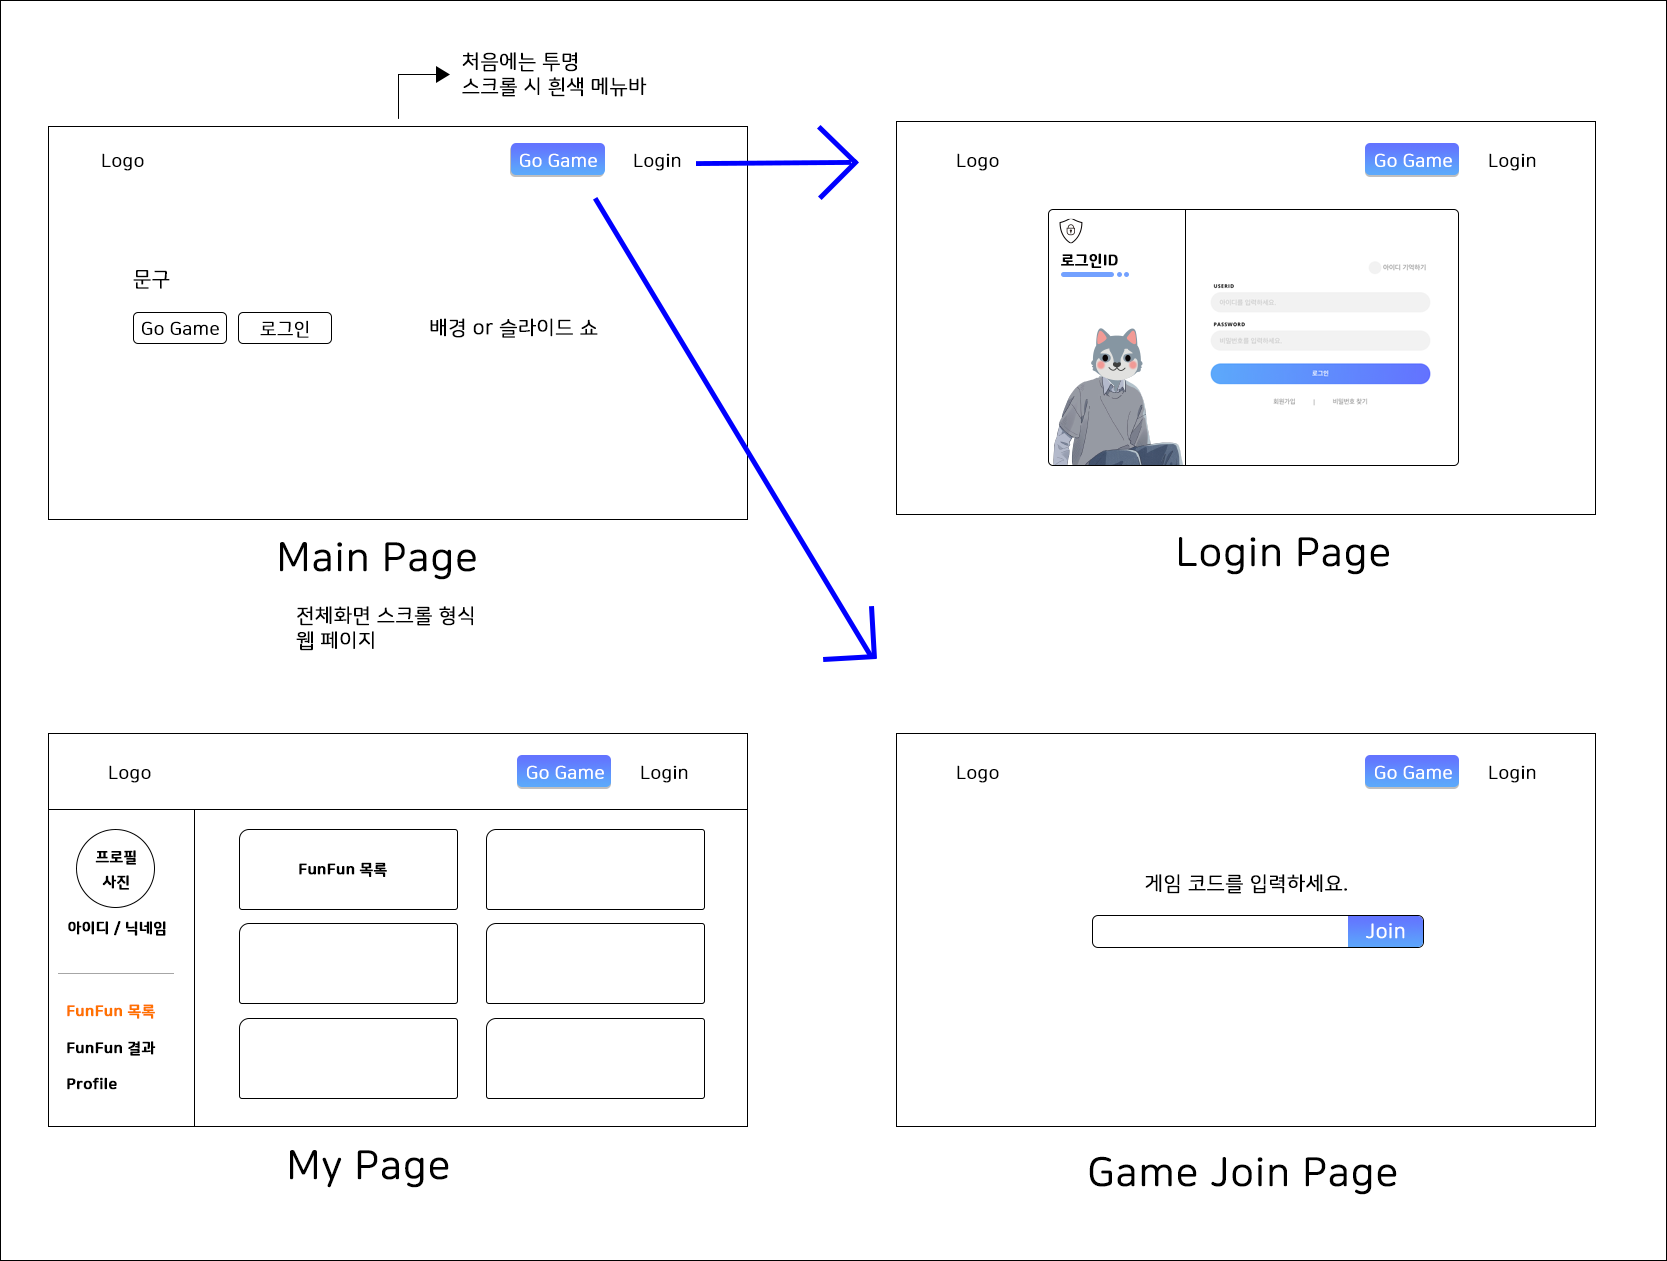 처음에는 투명
스크롤 시 흰색 메뉴바
Logo
Go Game
Login
문구
Go Game
로그인
배경 or 슬라이드 쇼
Main Page
전체화면 스크롤 형식
웹 페이지
Logo
Go Game
Login
로그인ID
아이디 기억하기
USERID
아이디를 입력하세요.
PASSWORD
비밀번호를 입력하세요.
로그인
회원가입 | 비밀번호 찾기
Login Page
Logo
Go Game
Login
프로필
사진
아이디 / 닉네임
FunFun 목록
FunFun 결과
Profile
FunFun 목록
My Page
Logo
Go Game
Login
게임 코드를 입력하세요.
Join
Game Join Page